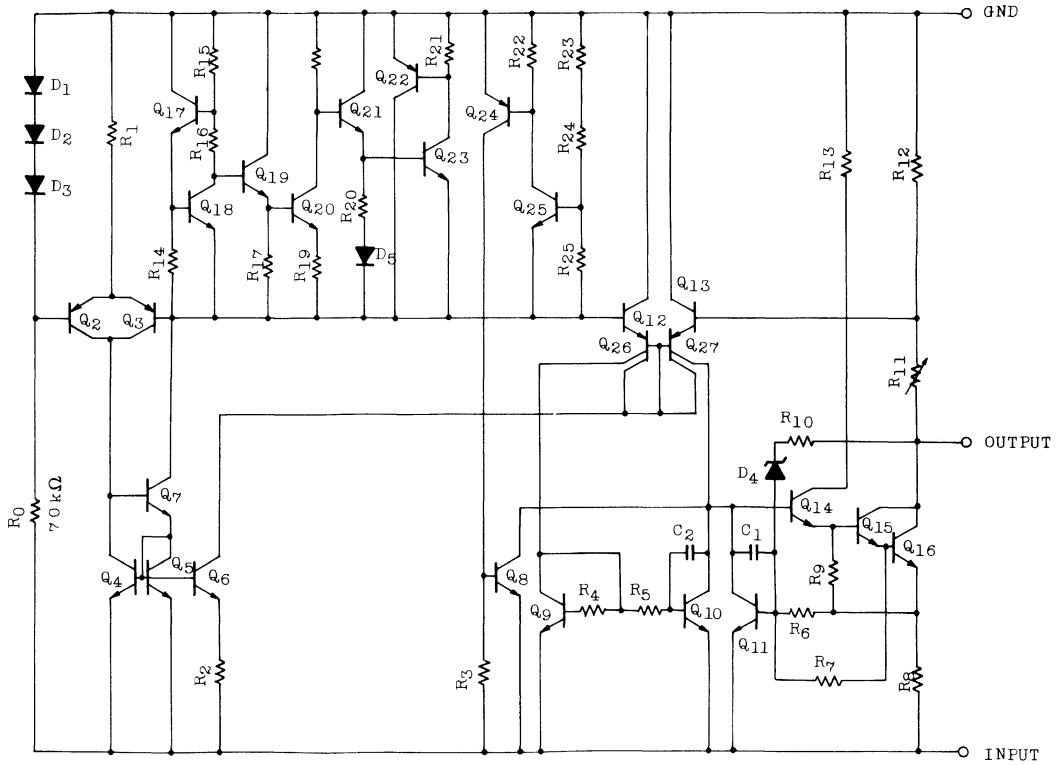 GND
R15
R21
R22
R23
Q22
D1
Q17
Q21
Q24
D2
R1
R16
Q23
R24
R13
R12
D3
Q19
Q18
Q20
R20
Q25
R14
R17
R19
D5
R25
Q13
Q2
Q3
Q12
Q26
Q27
R11
R10
OUTPUT
D4
Q7
R0
70kΩ
Q14
Q15
C2
C1
Q16
Q4
Q5
Q6
Q8
R9
Q9
R4
R5
Q10
R6
Q11
R2
R3
R7
R8
INPUT